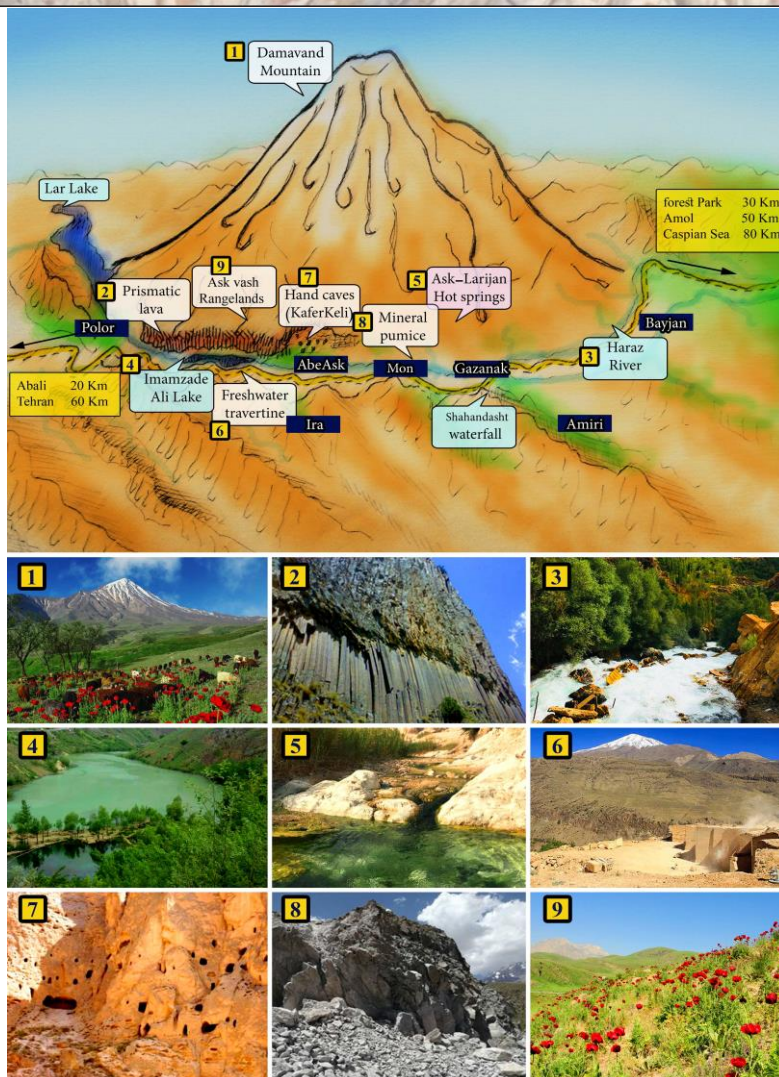 1
Damavand
Mountain
Lar Lake
forest Park 30 Km
Amol 50 Km
Caspian Sea 80 Km
9
Ask vash
Rangelands
7
Hand caves
(KaferKeli)
5
Ask-Larijan
Hot springs
2
Prismatic
lava
8
Mineral
pumice
Polor
Bayjan
3
Haraz
River
4
Imamzade
Ali Lake
AbeAsk
Mon
Gazanak
Abali 20 Km
Tehran 60 Km
Freshwater
travertine
6
Ira
Shahandasht
waterfall
Amiri
1
2
3
4
5
6
7
8
9